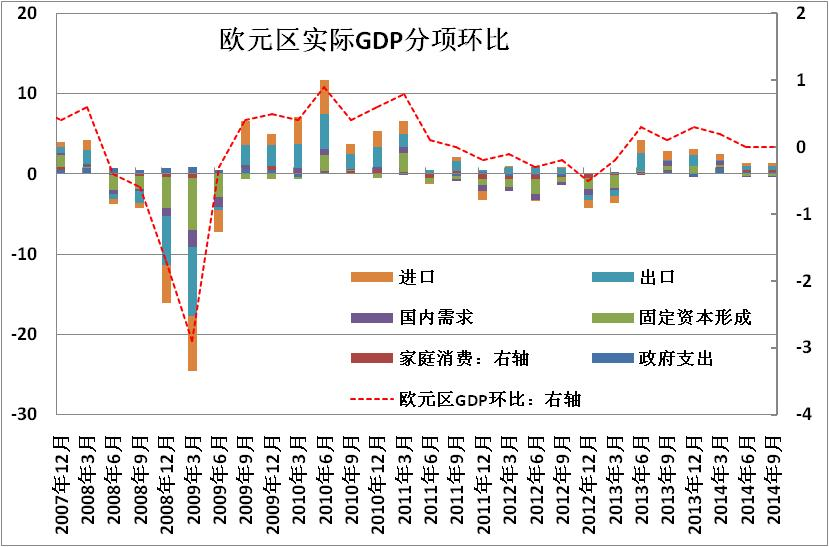 欧元区实际GDP分项环比
20
10
0
-10
-20
-30
2
1
0
-1
-2
-3
-4
进口
出口
国内需求
固定资本形成
家庭消费：右轴
政府支出
欧元区GDP环比：右轴
2007年12月
2008年3月
2008年6月
2008年9月
2008年12月
2009年3月
2009年6月
2009年9月
2009年12月
2010年3月
2010年6月
2010年9月
2010年12月
2011年3月
2011年6月
2011年9月
2011年12月
2012年3月
2012年6月
2012年9月
2012年12月
2013年3月
2013年6月
2013年9月
2013年12月
2014年3月
2014年6月
2014年9月